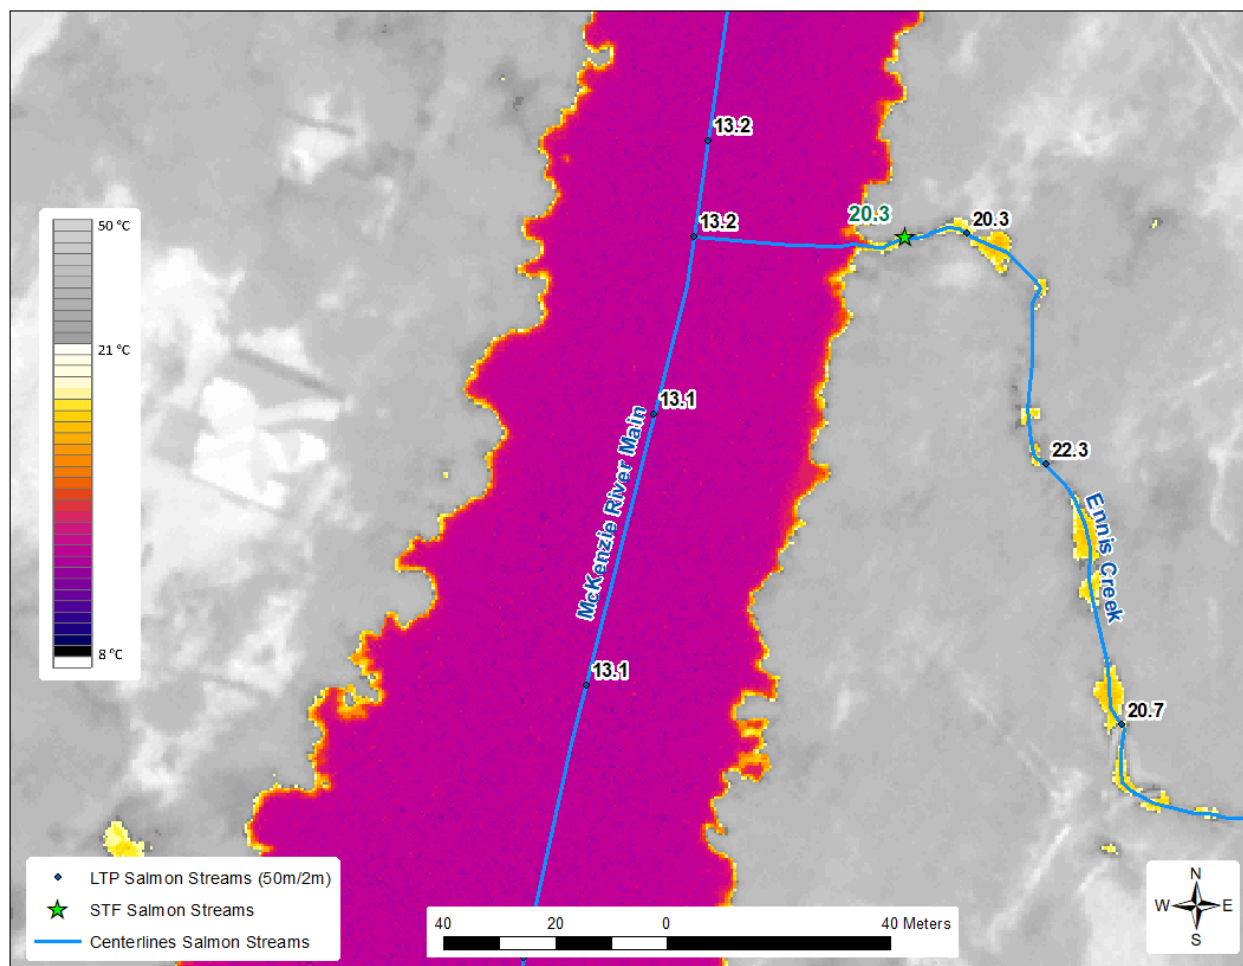 13.2
13.2
20.3
20.3
50 °C
21 °C
8 °C
13.1
McKenzie River Main
22.3
Ennis Creek
13.1
20.7
LTP Salmon Streams (50m/2m)
STF Salmon Streams
Centerlines Salmon Streams
40 20 0 40 Meters
N
W E
S